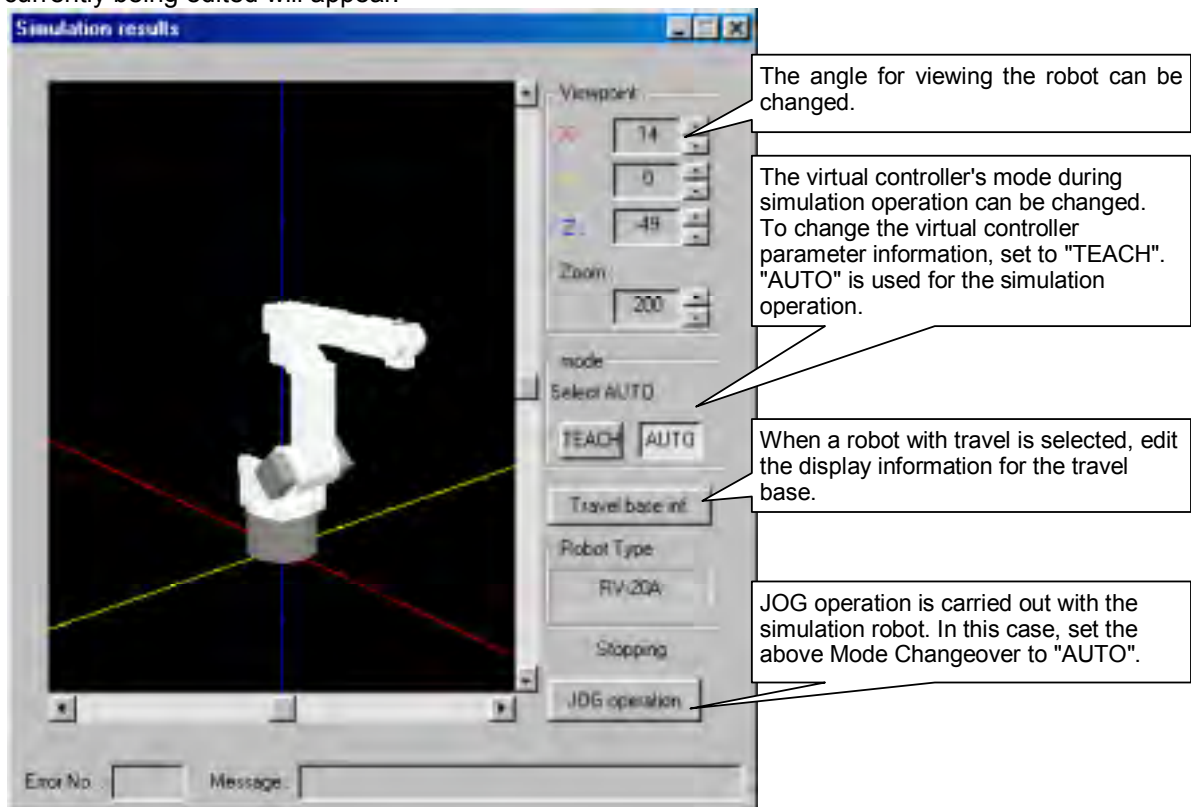 currently being edited will appear.
Simulation results
Viewpoint
X:
14
0
Z:
-49
Zoom
200
mode
Select AUTO
TEACH AUTO
Travel base inf.
Robot Type
RV-20A
Stopping
JOG operation
Error No.
Message:
The angle for viewing the robot can be
changed.
The virtual controller's mode during
simulation operation can be changed.
To change the virtual controller
parameter information, set to "TEACH".
"AUTO" is used for the simulation
operation.
When a robot with travel is selected, edit
the display information for the travel
base.
JOG operation is carried out with the
simulation robot. In this case, set the
above Mode Changeover to "AUTO".